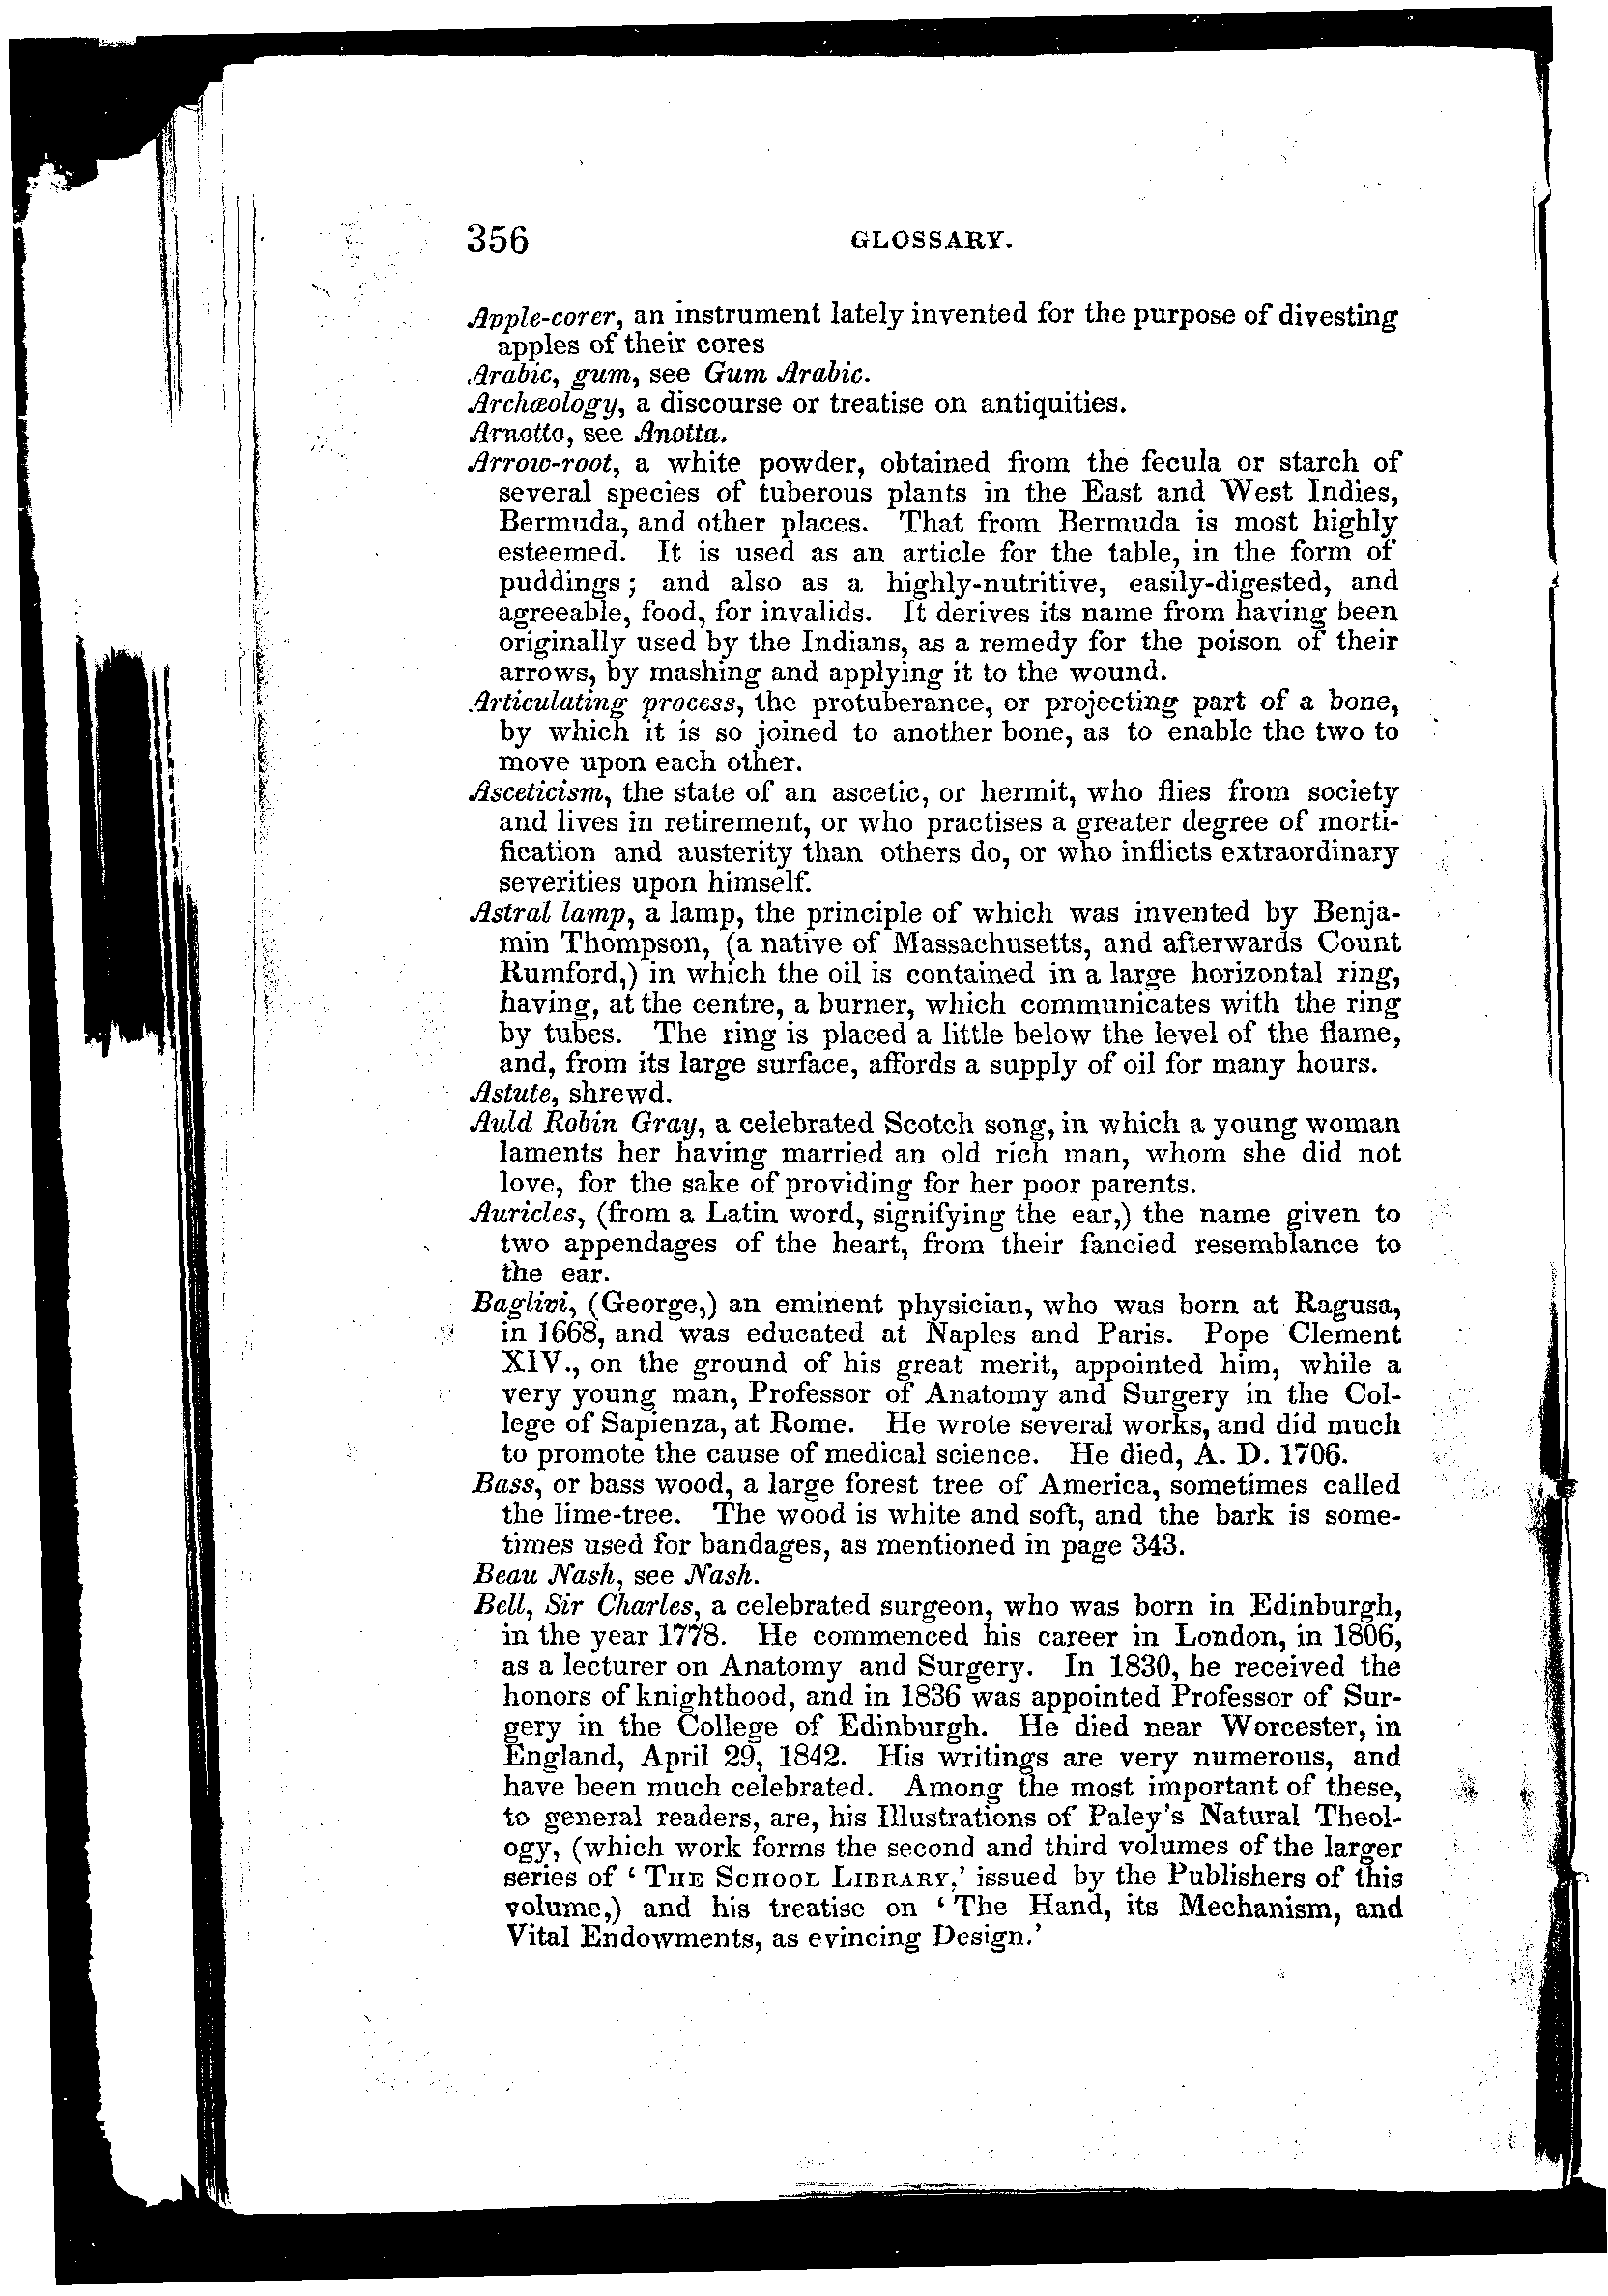 356 GLOSSARY.
Apple-corer, an instrument lately invented for the purpose of divesting
apples of their cores
Arabic, gum, see Gum Arabic.
Archæology, a discourse or treatise on antiquities.
Arnotto, see Anotta.
Arrow-root, a white powder, obtained from the fecula or starch of
several species of tuberous plants in the East and West Indies,
Bermuda, and other places. That from Bermuda is most highly
esteemed. It is used as an article for the table, in the form of
puddings; and also as a highly-nutritive, easily-digested, and
agreeable, food, for invalids. It derives its name from having been
originally used by the Indians, as a remedy for the poison of their
arrows, by mashing and applying it to the wound.
Articulating process, the protuberance, or projecting part of a bone,
by which it is so joined to another bone, as to enable the two to
move upon each other.
Asceticism, the state of an ascetic, or hermit, who flies from society
and lives in retirement, or who practises a greater degree of morti-
fication and austerity than others do, or who inflicts extraordinary
severities upon himself.
Astral lamp, a lamp, the principle of which was invented by Benja-
min Thompson, (a native of Massachusetts, and afterwards Count
Rumford,) in which the oil is contained in a large horizontal ring,
having, at the centre, a burner, which communicates with the ring
by tubes. The ring is placed a little below the level of the flame,
and, from its large surface, affords a supply of oil for many hours.
Astute, shrewd.
Auld Robin Gray, a celebrated Scotch song, in which a young woman
laments her having married an old rich man, whom she did not
love, for the sake of providing for her poor parents.
Auricles, (from a Latin word, signifying the ear,) the name given to
two appendages of the heart, from their fancied resemblance to
the ear.
Baglivi, (George,) an eminent physician, who was born at Ragusa,
in 1668, and was educated at Naples and Paris. Pope Clement
XIV., on the ground of his great merit, appointed him, while a
very young man, Professor of Anatomy and Surgery in the Col-
lege of Sapienza, at Rome. He wrote several works, and did much
to promote the cause of medical science. He died, A. D. 1706.
Bass, or bass wood, a large forest tree of America, sometimes called
the lime-tree. The wood is white and soft, and the bark is some-
times used for bandages, as mentioned in page 343.
Beau Nash, see Nash.
Bell, Sir Charles, a celebrated surgeon, who was born in Edinburgh,
in the year 1778. He commenced his career in London, in 1806,
as a lecturer on Anatomy and Surgery. In 1830, he received the
honors of knighthood, and in 1836 was appointed Professor of Sur-
gery in the College of Edinburgh. He died near Worcester, in
England, April 29, 1842. His writings are very numerous, and
have been much celebrated. Among the most important of these,
to general readers, are, his Illustrations of Paley's Natural Theol-
ogy, (which work forms the second and third volumes of the larger
series of ‘THE SCHOOL LIBRARY,’ issued by the Publishers of this
volume,) and his treatise on ‘The Hand, its Mechanism, and
Vital Endowments, as evincing Design.’